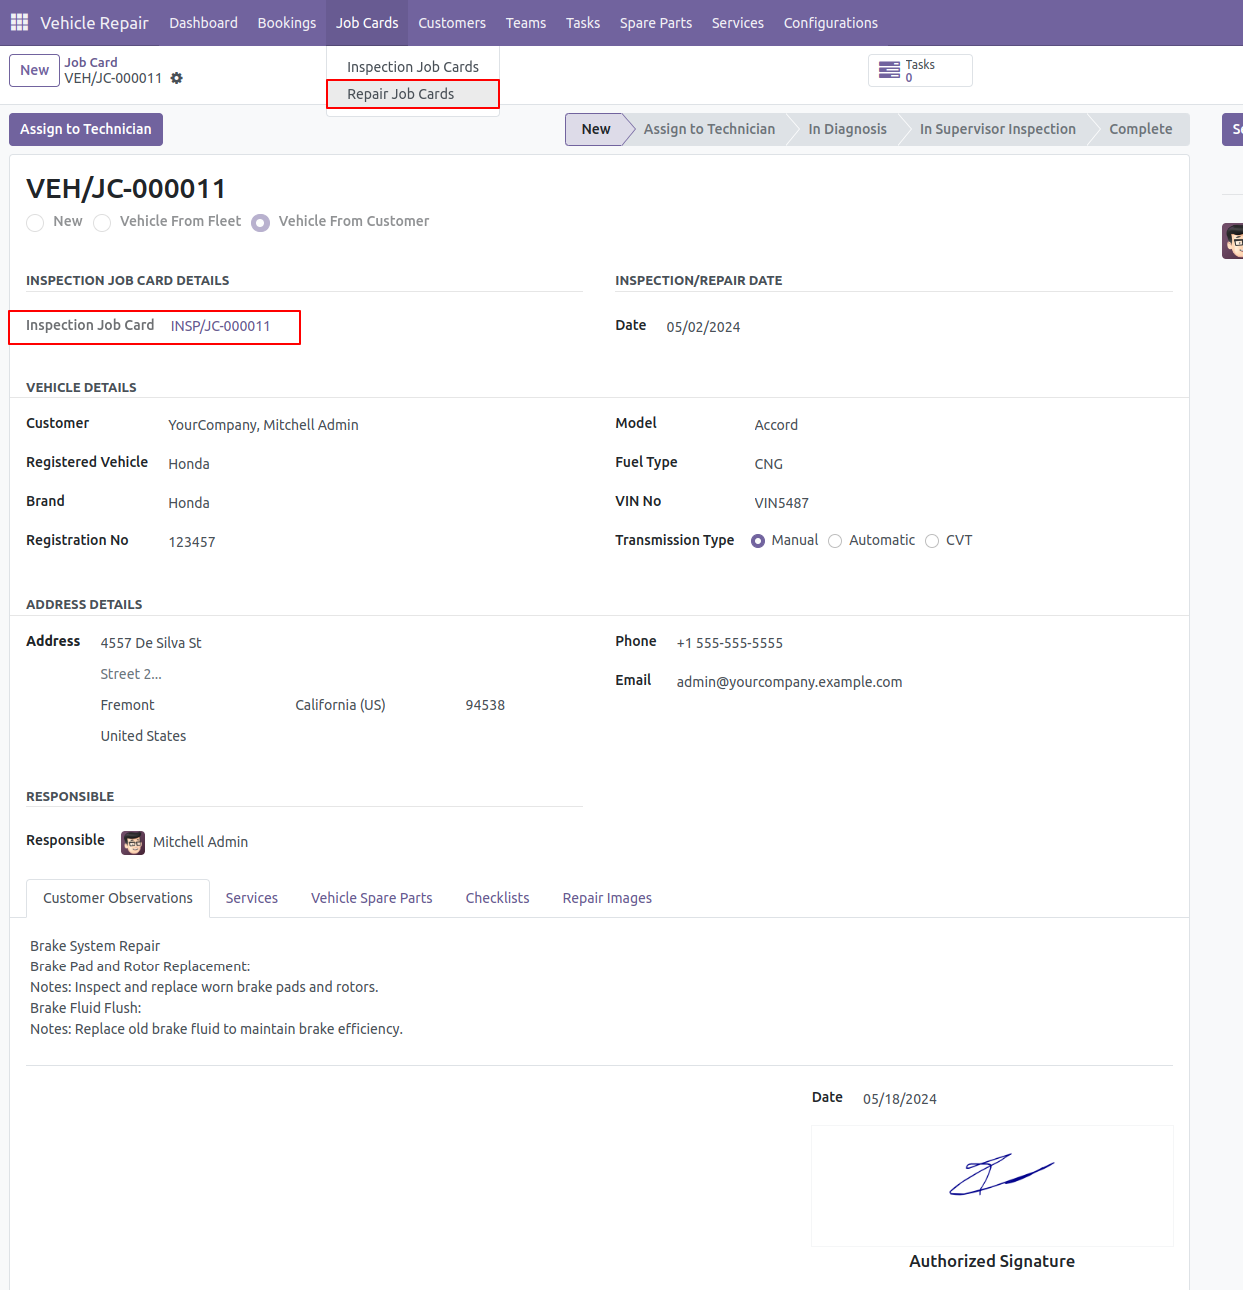 Vehicle Repair Dashboard Bookings Job Cards Customers Teams Tasks Spare Parts Services Configurations
Inspection Job Cards
Repair Job Cards
New
Job Card
VEH/JC-000011
Tasks
0
Assign to Technician
New Assign to Technician In Diagnosis In Supervisor Inspection Complete
VEH/JC-000011
New Vehicle From Fleet Vehicle From Customer
INSPECTION JOB CARD DETAILS
Inspection Job Card INSP/JC-000011
INSPECTION/REPAIR DATE
Date 05/02/2024
VEHICLE DETAILS
Customer YourCompany, Mitchell Admin
Registered Vehicle Honda
Brand Honda
Registration No 123457
Model Accord
Fuel Type CNG
VIN No VIN5487
Transmission Type Manual Automatic CVT
ADDRESS DETAILS
Address 4557 De Silva St
Street 2...
Fremont California (US) 94538
United States
Phone +1 555-555-5555
Email admin@yourcompany.example.com
RESPONSIBLE
Responsible Mitchell Admin
Customer Observations Services Vehicle Spare Parts Checklists Repair Images
Brake System Repair
Brake Pad and Rotor Replacement:
Notes: Inspect and replace worn brake pads and rotors.
Brake Fluid Flush:
Notes: Replace old brake fluid to maintain brake efficiency.
Date 05/18/2024
Authorized Signature